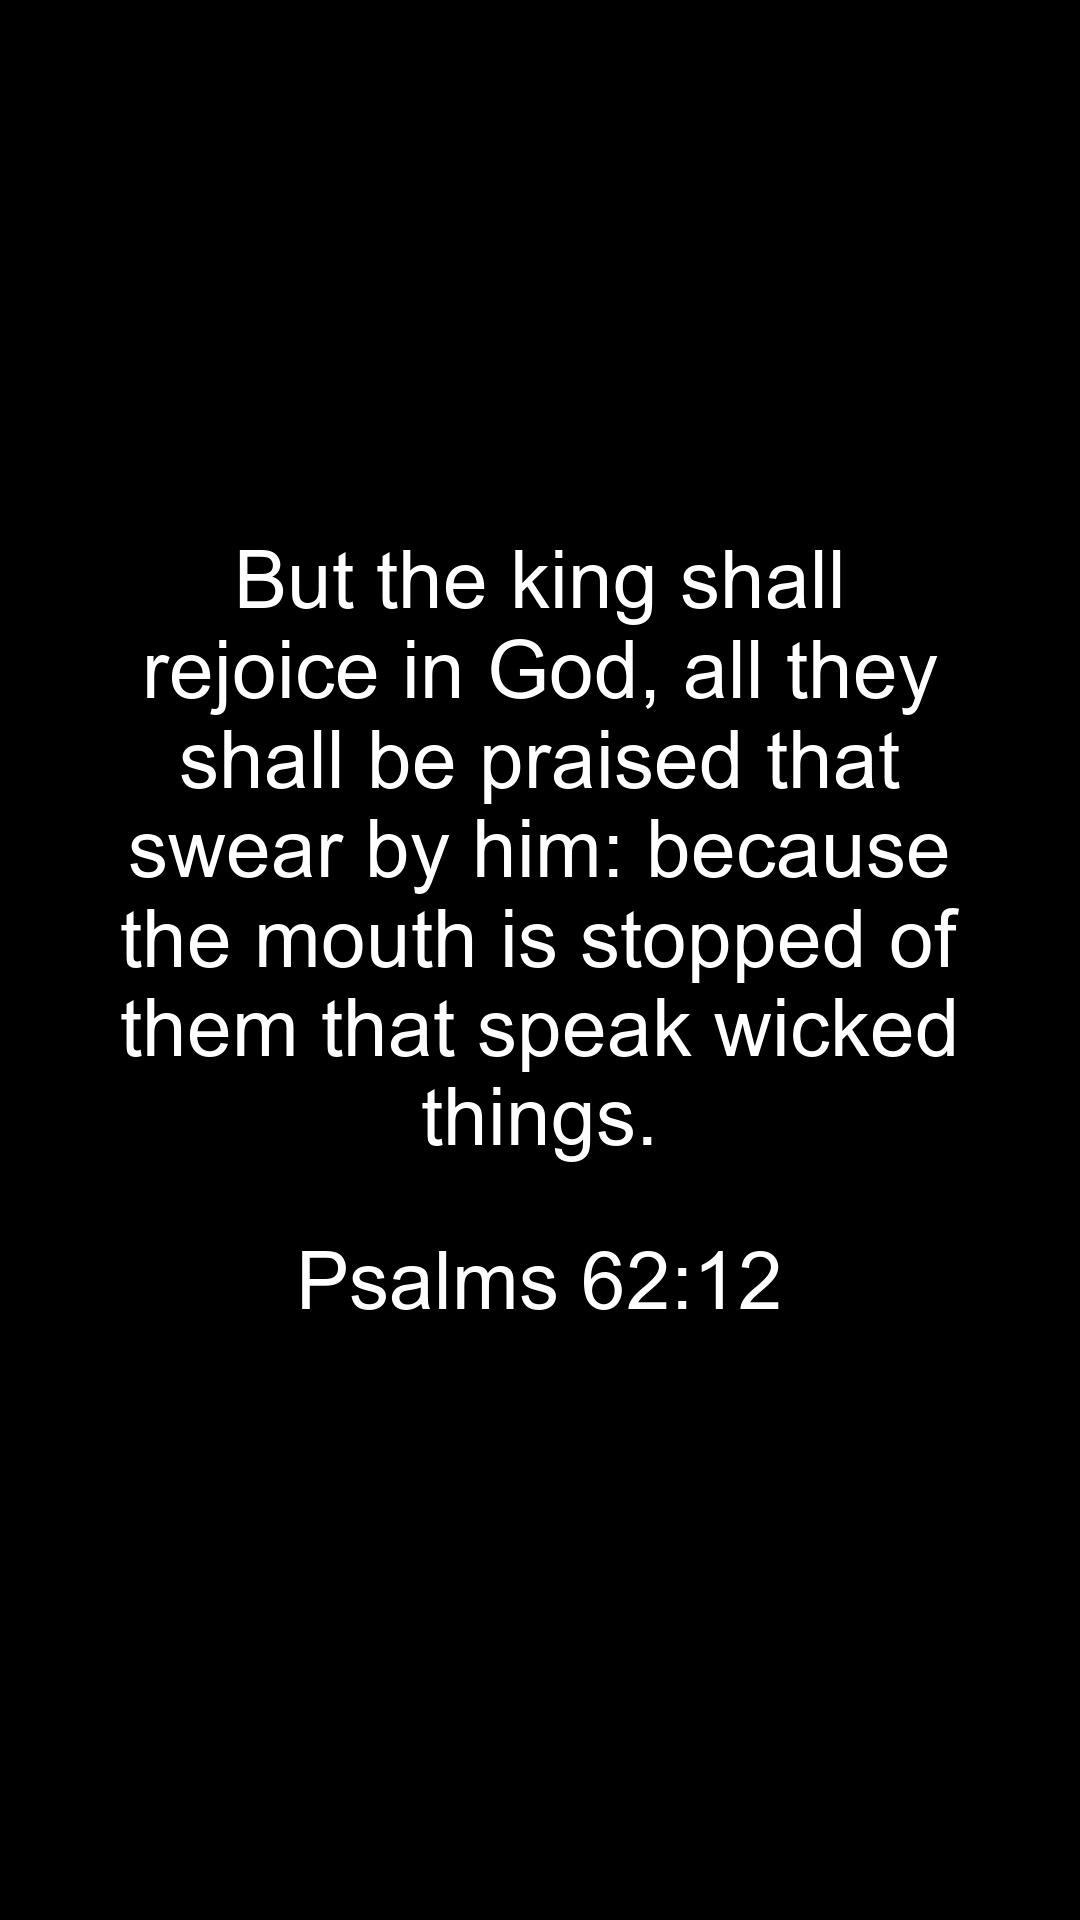 But the king shall
rejoice in God, all they
shall be praised that
swear by him: because
the mouth is stopped of
them that speak wicked
things.
Psalms 62:12